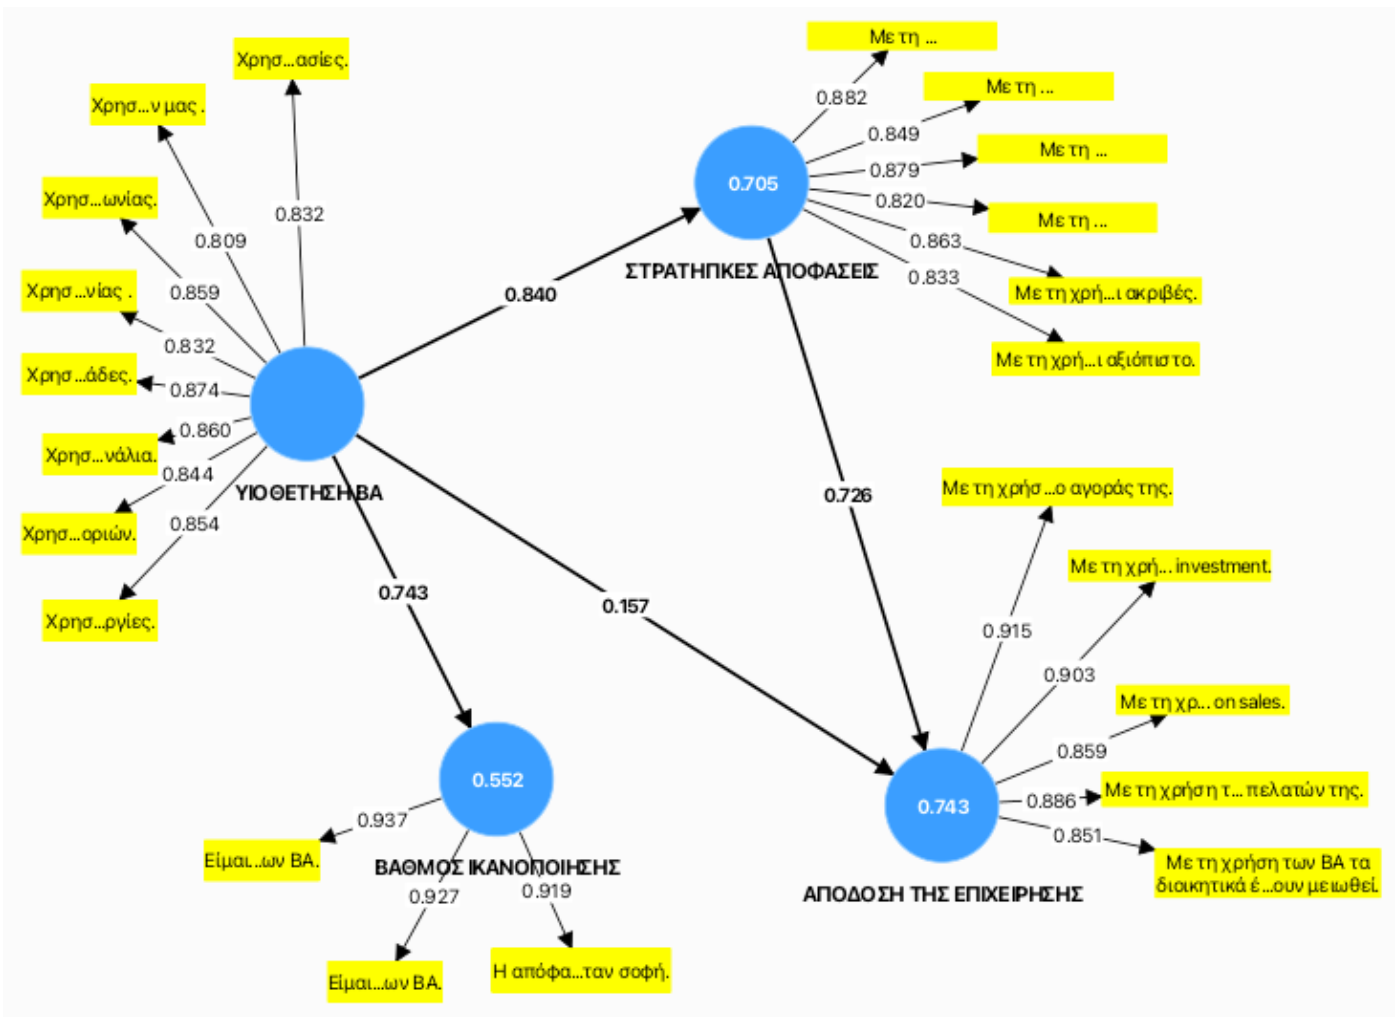 Χρησ...ασίες.
Χρησ...ν μας .
Χρησ...ωνίας.
Χρησ...νίας .
Χρησ...άδες.
Χρησ...νάλια.
Χρησ...οριών.
Χρησ...ργίες.
0.832
0.809
0.859
0.832
0.874
0.860
0.844
0.854
ΥΙΟΘΕΤΗΣΗ ΒΑ
0.840
0.743
0.157
0.726
Με τη ...
Με τη ...
Με τη ...
Με τη ...
Με τη χρή...ι ακριβές.
Με τη χρή...ι αξιόπιστο.
0.882
0.849
0.879
0.820
0.863
0.833
0.705
ΣΤΡΑΤΗΓΙΚΕΣ ΑΠΟΦΑΣΕΙΣ
0.552
ΒΑΘΜΟΣ ΙΚΑΝΟΠΟΙΗΣΗΣ
0.937
0.927
0.919
Είμαι...ων ΒΑ.
Είμαι...ων ΒΑ.
Η απόφα...ταν σοφή.
Με τη χρήσ...ο αγοράς της.
Με τη χρή... investment.
Με τη χρ... on sales.
Με τη χρήση τ... πελατών της.
Με τη χρήση των ΒΑ τα
διοικητικά έ...ουν μειωθεί.
0.915
0.903
0.859
0.886
0.851
0.743
ΑΠΟΔΟΣΗ ΤΗΣ ΕΠΙΧΕΙΡΗΣΗΣ